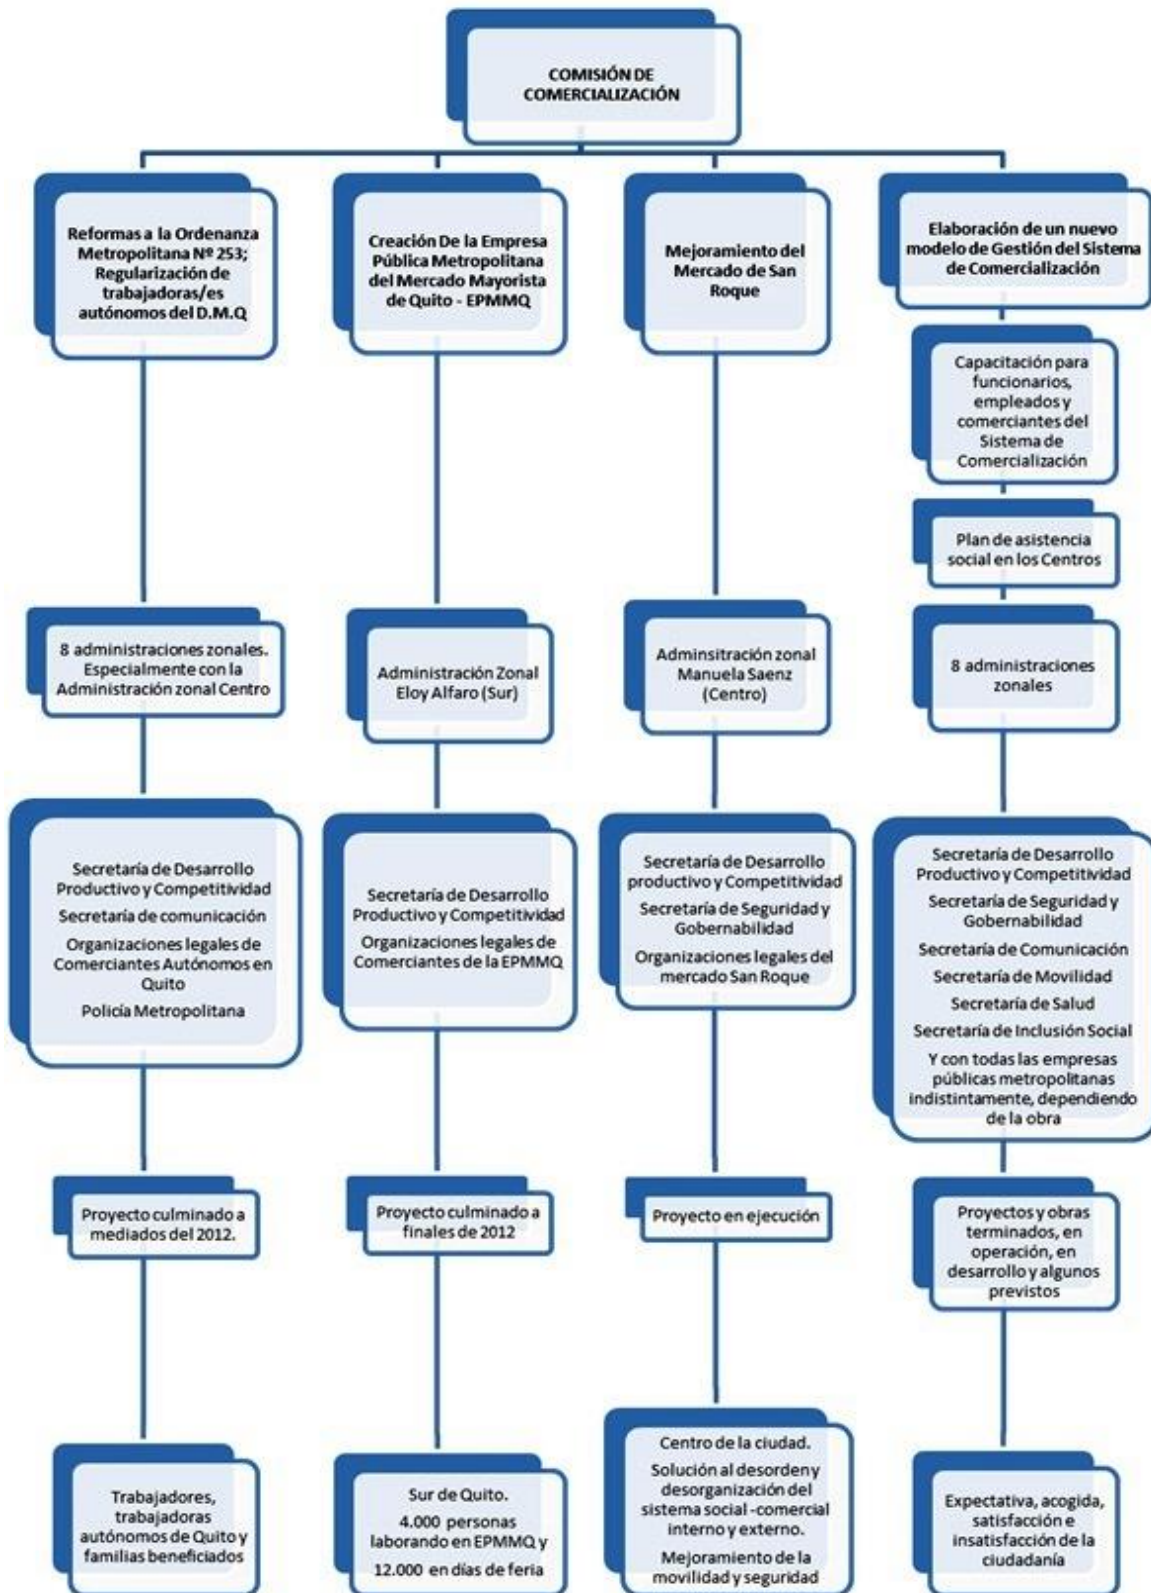 COMISIÓN DE
COMERCIALIZACIÓN
Reformas a la Ordenanza
Metropolitana Nº 253;
Regularización de
trabajadoras/es
autónomos del D.M.Q
Creación De la Empresa
Pública Metropolitana
del Mercado Mayorista
de Quito - EPMMQ
Mejoramiento del
Mercado de San
Roque
Elaboración de un nuevo
modelo de Gestión del Sistema
de Comercialización
Capacitación para
funcionarios,
empleados y
comerciantes del
Sistema de
Comercialización
Plan de asistencia
social en los Centros
8 administraciones zonales.
Especialmente con la
Administración zonal Centro
Administración Zonal
Eloy Alfaro (Sur)
Adminsitración zonal
Manuela Saenz
(Centro)
8 administraciones
zonales
Secretaría de Desarrollo
Productivo y Competitividad
Secretaría de comunicación
Organizaciones legales de
Comerciantes Autónomos en
Quito
Policía Metropolitana
Secretaría de Desarrollo
Productivo y Competitividad
Organizaciones legales de
Comerciantes de la EPMMQ
Secretaría de Desarrollo
productivo y Competitividad
Secretaría de Seguridad y
Gobernabilidad
Organizaciones legales del
mercado San Roque
Secretaría de Desarrollo
Productivo y Competitividad
Secretaría de Seguridad y
Gobernabilidad
Secretaría de Comunicación
Secretaría de Movilidad
Secretaría de Salud
Secretaría de Inclusión Social
Y con todas las empresas
públicas metropolitanas
indistintamente, dependiendo
de la obra
Proyecto culminado a
mediados del 2012.
Proyecto culminado a
finales de 2012
Proyecto en ejecución
Proyectos y obras
terminados, en
operación, en
desarrollo y algunos
previstos
Trabajadores,
trabajadoras
autónomos de Quito y
familias beneficiados
Sur de Quito.
4.000 personas
laborando en EPMMQ y
12.000 en días de feria
Centro de la ciudad.
Solución al desorden y
desorganización del
sistema social -comercial
interno y externo.
Mejoramiento de la
movilidad y seguridad
Expectativa, acogida,
satisfacción e
insatisfacción de la
ciudadanía